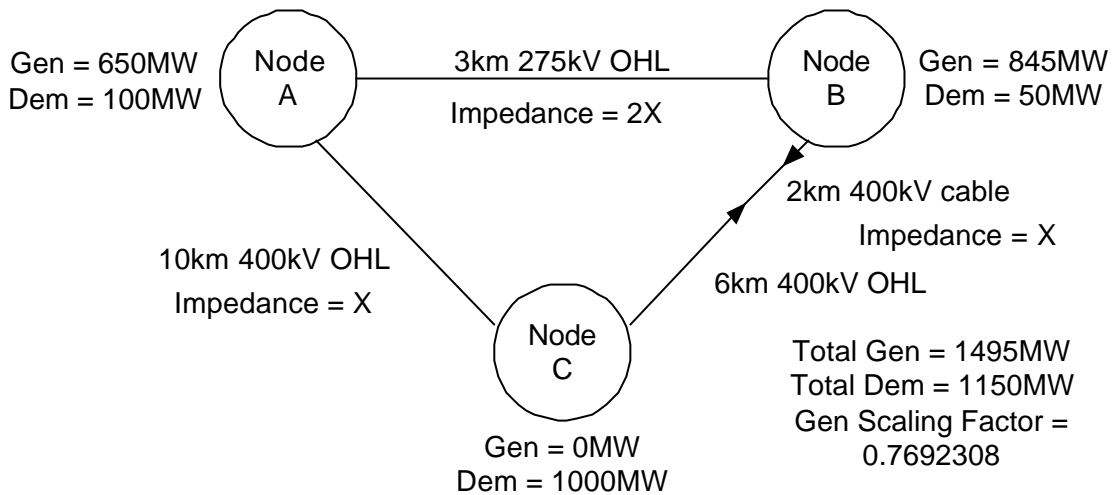 Gen = 650MW
Dem = 100MW
Node
A
3km 275kV OHL
Impedance = 2X
Node
B
Gen = 845MW
Dem = 50MW
2km 400kV cable
Impedance = X
10km 400kV OHL
Impedance = X
6km 400kV OHL
Node
C
Gen = 0MW
Dem = 1000MW
Total Gen = 1495MW
Total Dem = 1150MW
Gen Scaling Factor =
0.7692308